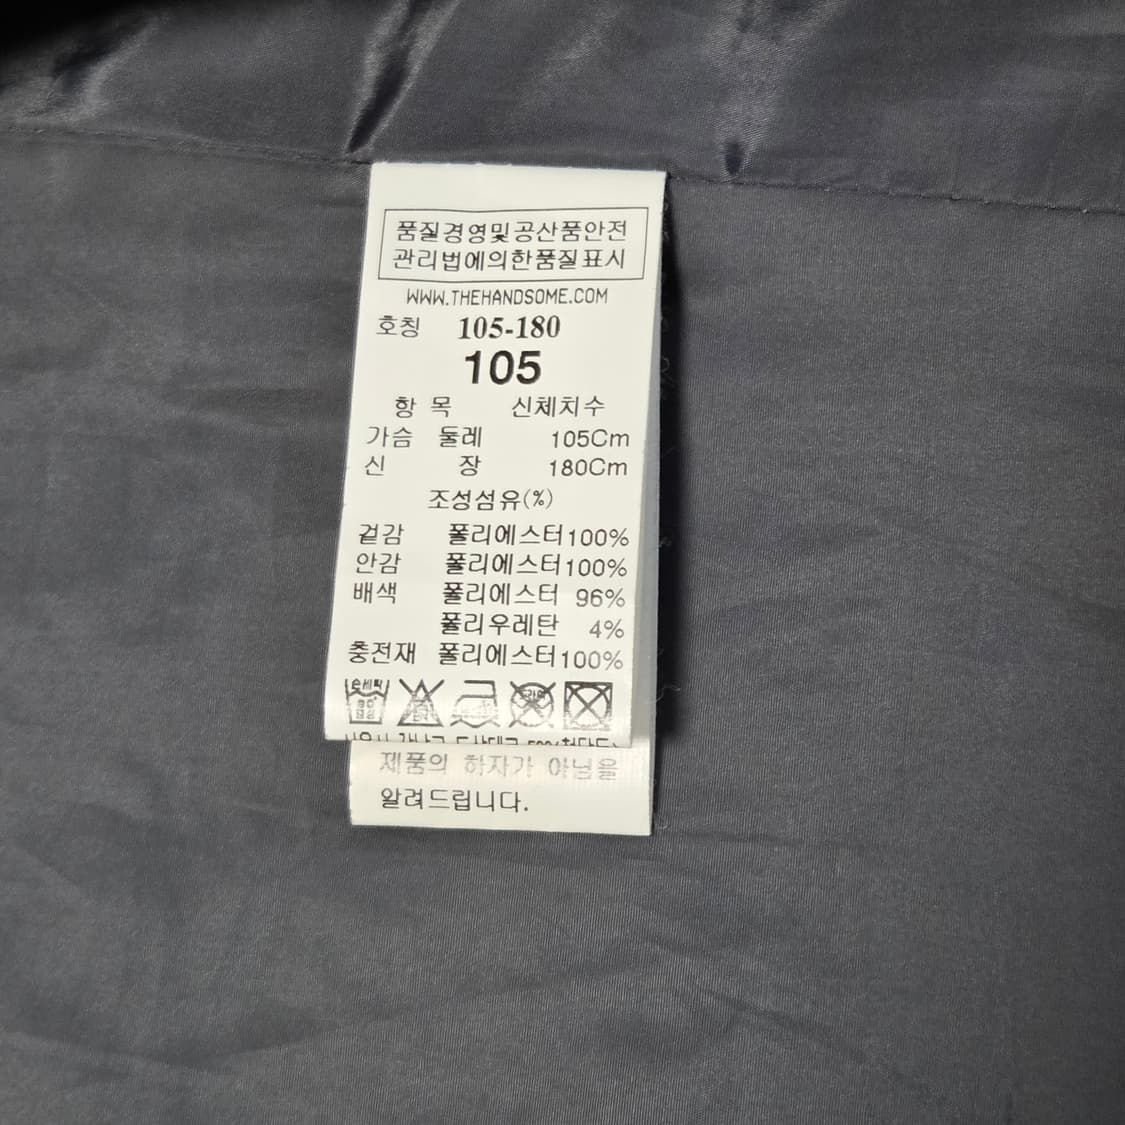 품질경영및공산품안전
관리법에의한품질표시
WWW.THEHANDSOME.COM
호칭 105-180
105
항 목 신체치수
가슴 둘레 105Cm
신 장 180Cm
조성섬유(%)
겉감 폴리에스터100%
안감 폴리에스터100%
배색 폴리에스터 96%
폴리우레탄 4%
충전재 폴리에스터100%
손세탁
제품의 하자가 아님을
알려드립니다.